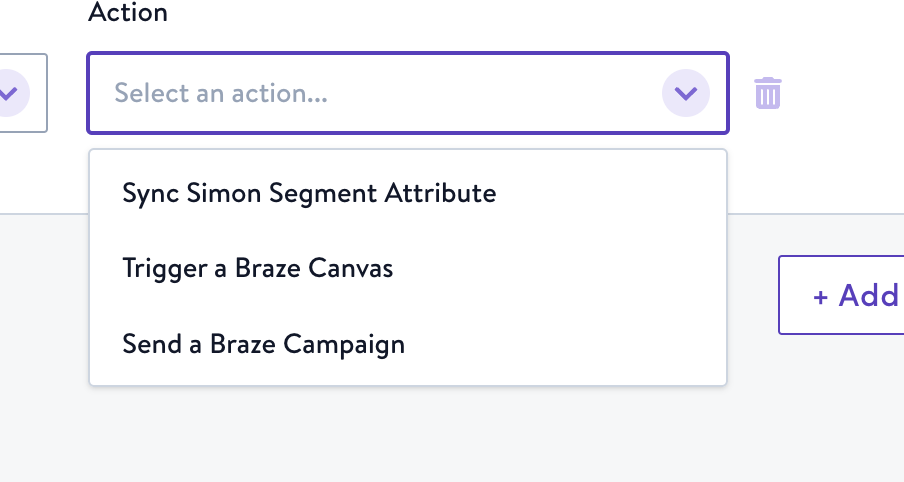 Action
Select an action...
Sync Simon Segment Attribute
Trigger a Braze Canvas
+ Add
Send a Braze Campaign